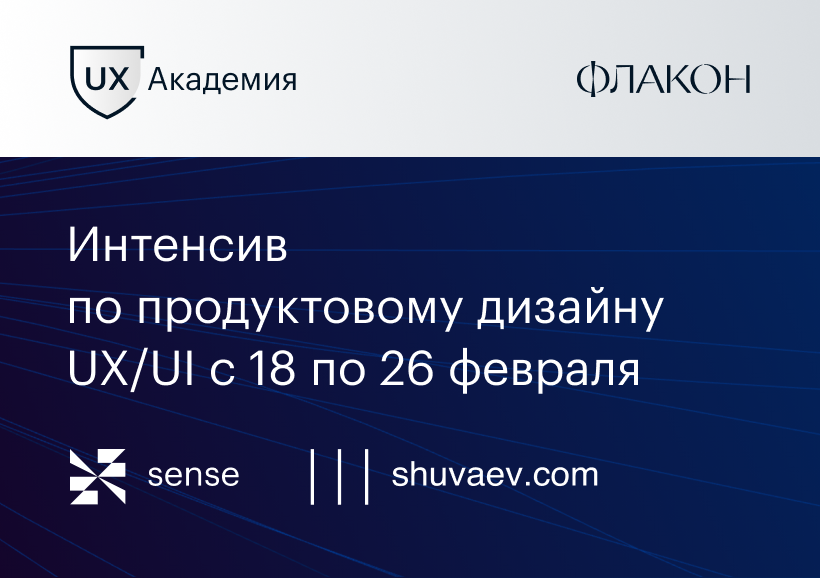 UX Академия
ФЛАКОН
Интенсив
по продуктовому дизайну
UX/UI с 18 по 26 февраля
sense
shuvaev.com